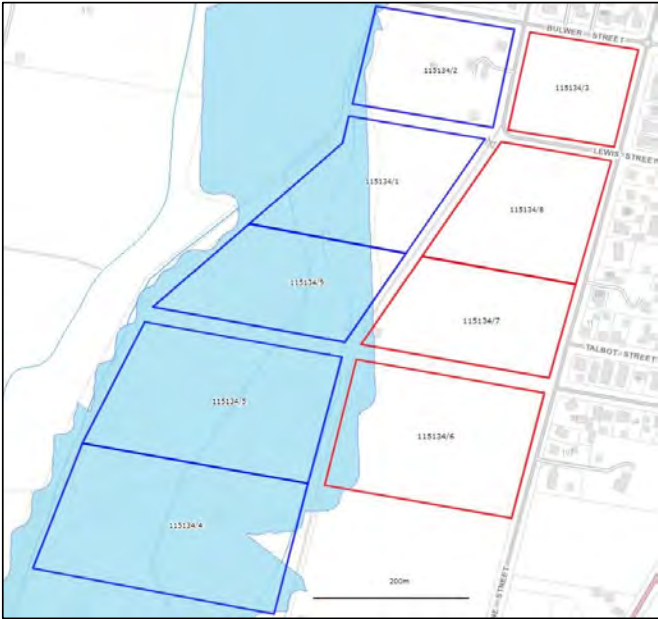 BULWER STREET
115134/2
115134/3
LEWIS STREET
115134/1
115134/8
115134/9
115134/7
TALBOT STREET
115134/5
115134/6
115134/4
200m
STREET